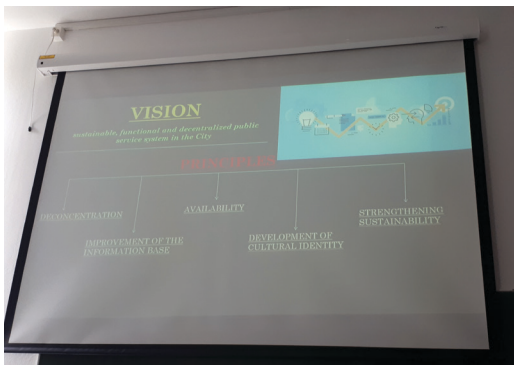 VISION
sustainable, functional and decentralized public
service system in the City
PRINCIPLES
DECONCENTRATION
IMPROVEMENT OF THE
INFORMATION BASE
AVAILABILITY
DEVELOPMENT OF
CULTURAL IDENTITY
STRENGTHENING
SUSTAINABILITY